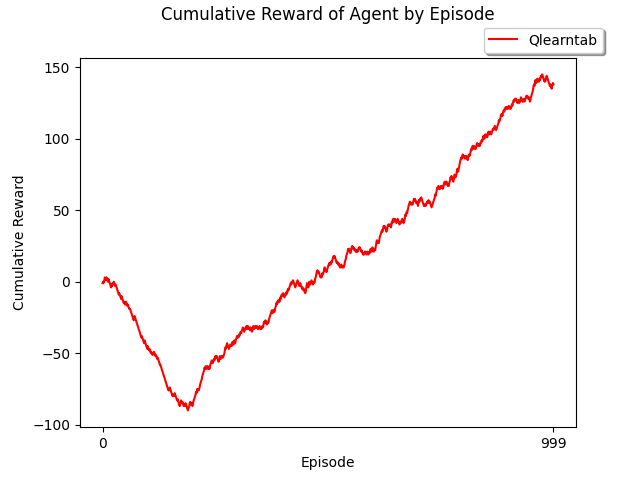 Cumulative Reward of Agent by Episode
Qlearntab
150
100
50
0
−50
−100
Cumulative Reward
0
999
Episode